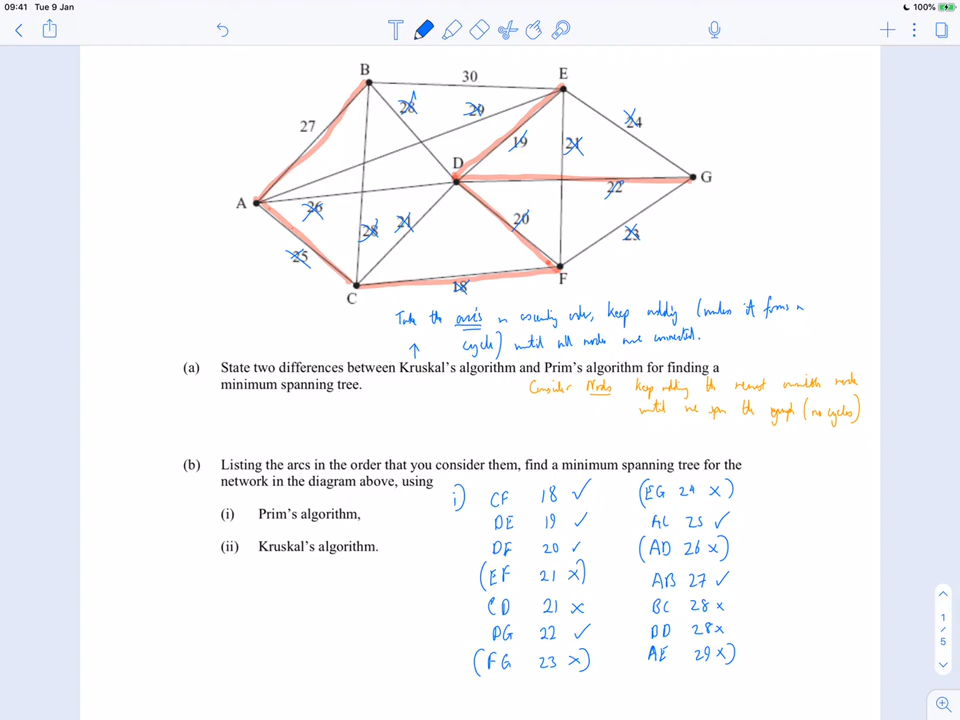 09:41 Tue 9 Jan
100%
B
30
E
28
29
24
27
19
21
D
G
22
A
26
28
21
20
23
25
18
C
F
Take the arcs in ascending order, keep adding (unless it forms a
cycle) until all nodes are connected.
(a) State two differences between Kruskal's algorithm and Prim's algorithm for finding a
minimum spanning tree.
Consider Nodes keep adding the nearest node
until we span the graph (no cycles)
(b) Listing the arcs in the order that you consider them, find a minimum spanning tree for the
network in the diagram above, using
(i) Prim's algorithm,
(ii) Kruskal's algorithm.
i) CF 18 ✓
DE 19 ✓
DF 20 ✓
(EF 21 x)
CD 21 x
DG 22 ✓
(FG 23 x)
(EG 24 x)
AC 25 ✓
(AD 26 x)
AB 27 ✓
BC 28 x
BD 28 x
AE 29 x)
1
/
5